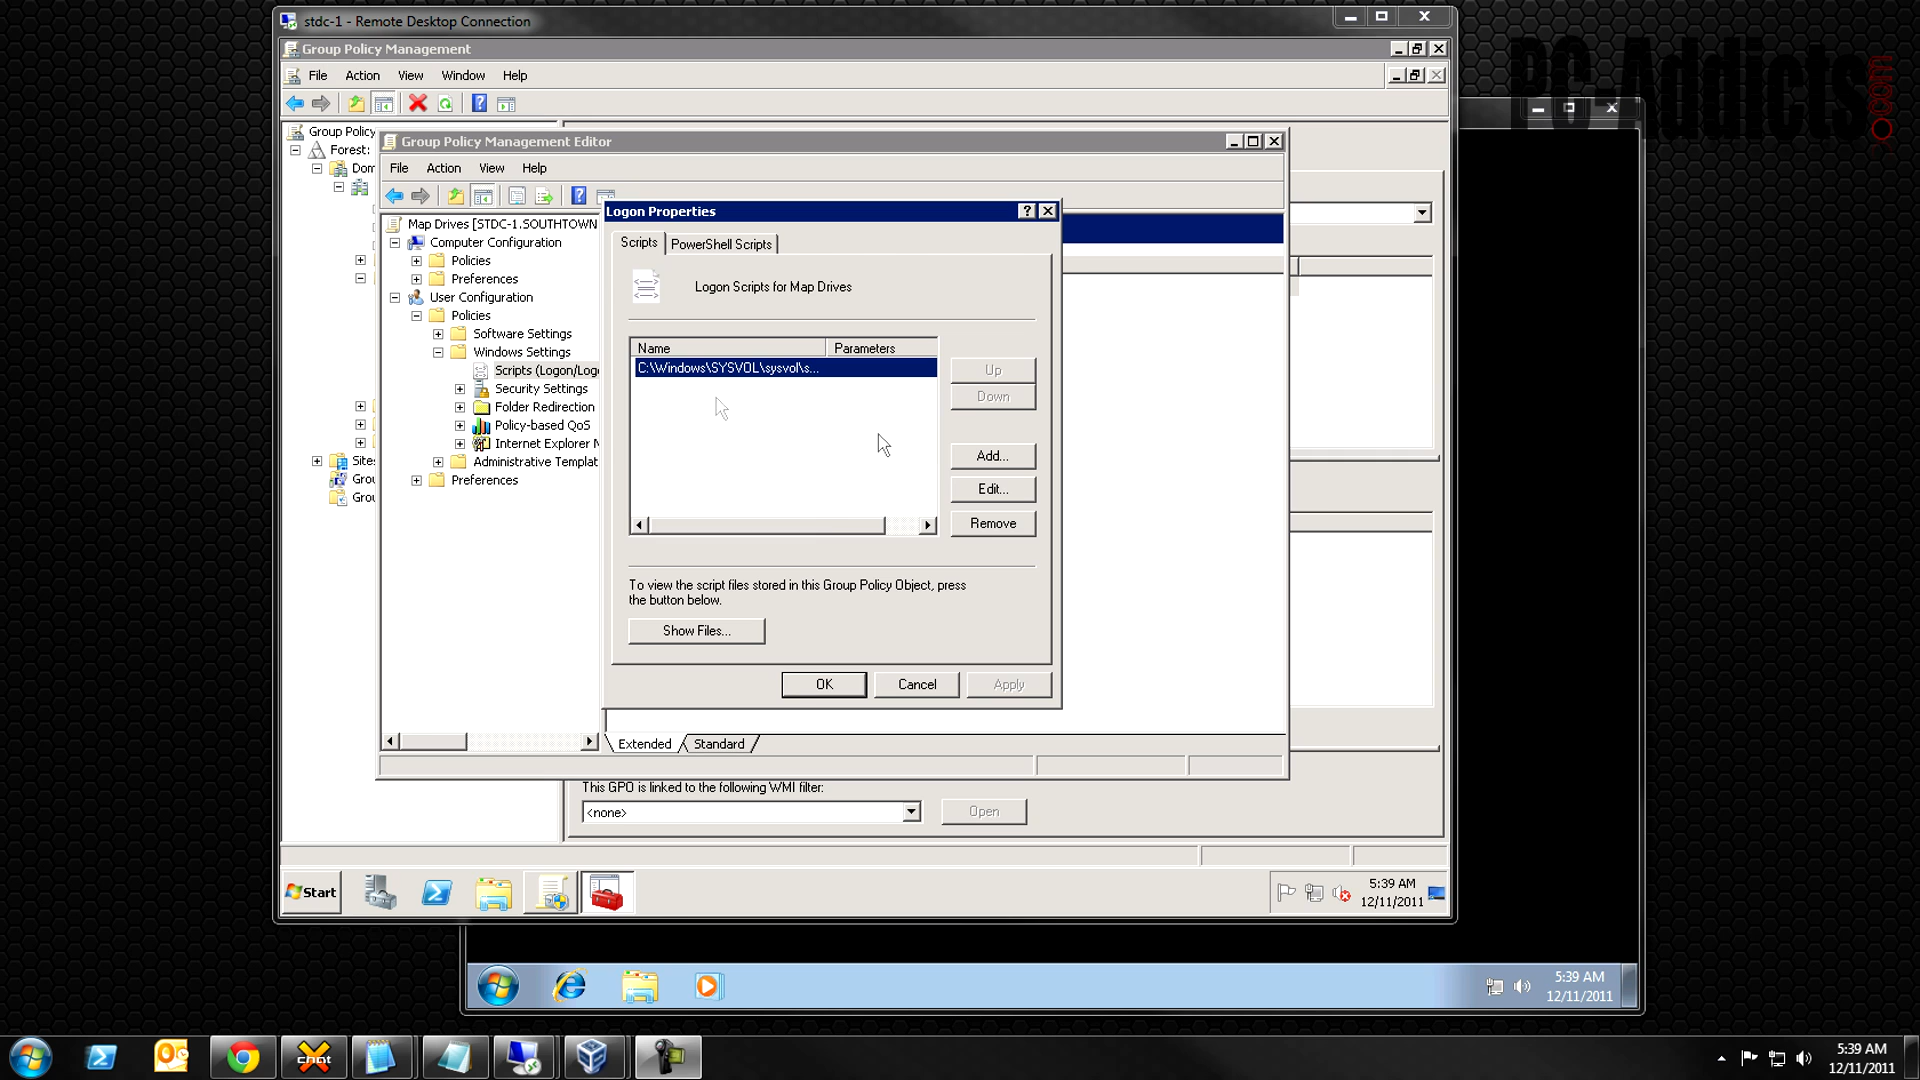 stdc-1 - Remote Desktop Connection
Group Policy Management
File Action View Window Help
PC-Addicts.com
Group Policy
Forest:
Dom
Sites
Grou
Grou
Group Policy Management Editor
File Action View Help
Map Drives [STDC-1.SOUTHTOWN
Computer Configuration
Policies
Preferences
User Configuration
Policies
Software Settings
Windows Settings
Scripts (Logon/Logo
Security Settings
Folder Redirection
Policy-based QoS
Internet Explorer M
Administrative Templat
Preferences
Logon Properties
Scripts PowerShell Scripts
Logon Scripts for Map Drives
Name Parameters
C:\Windows\SYSVOL\sysvol\s...
Up
Down
Add...
Edit...
Remove
To view the script files stored in this Group Policy Object, press
the button below.
Show Files...
OK Cancel Apply
Extended Standard
This GPO is linked to the following WMI filter:
<none> Open
Start
5:39 AM
12/11/2011
5:39 AM
12/11/2011
chat
5:39 AM
12/11/2011